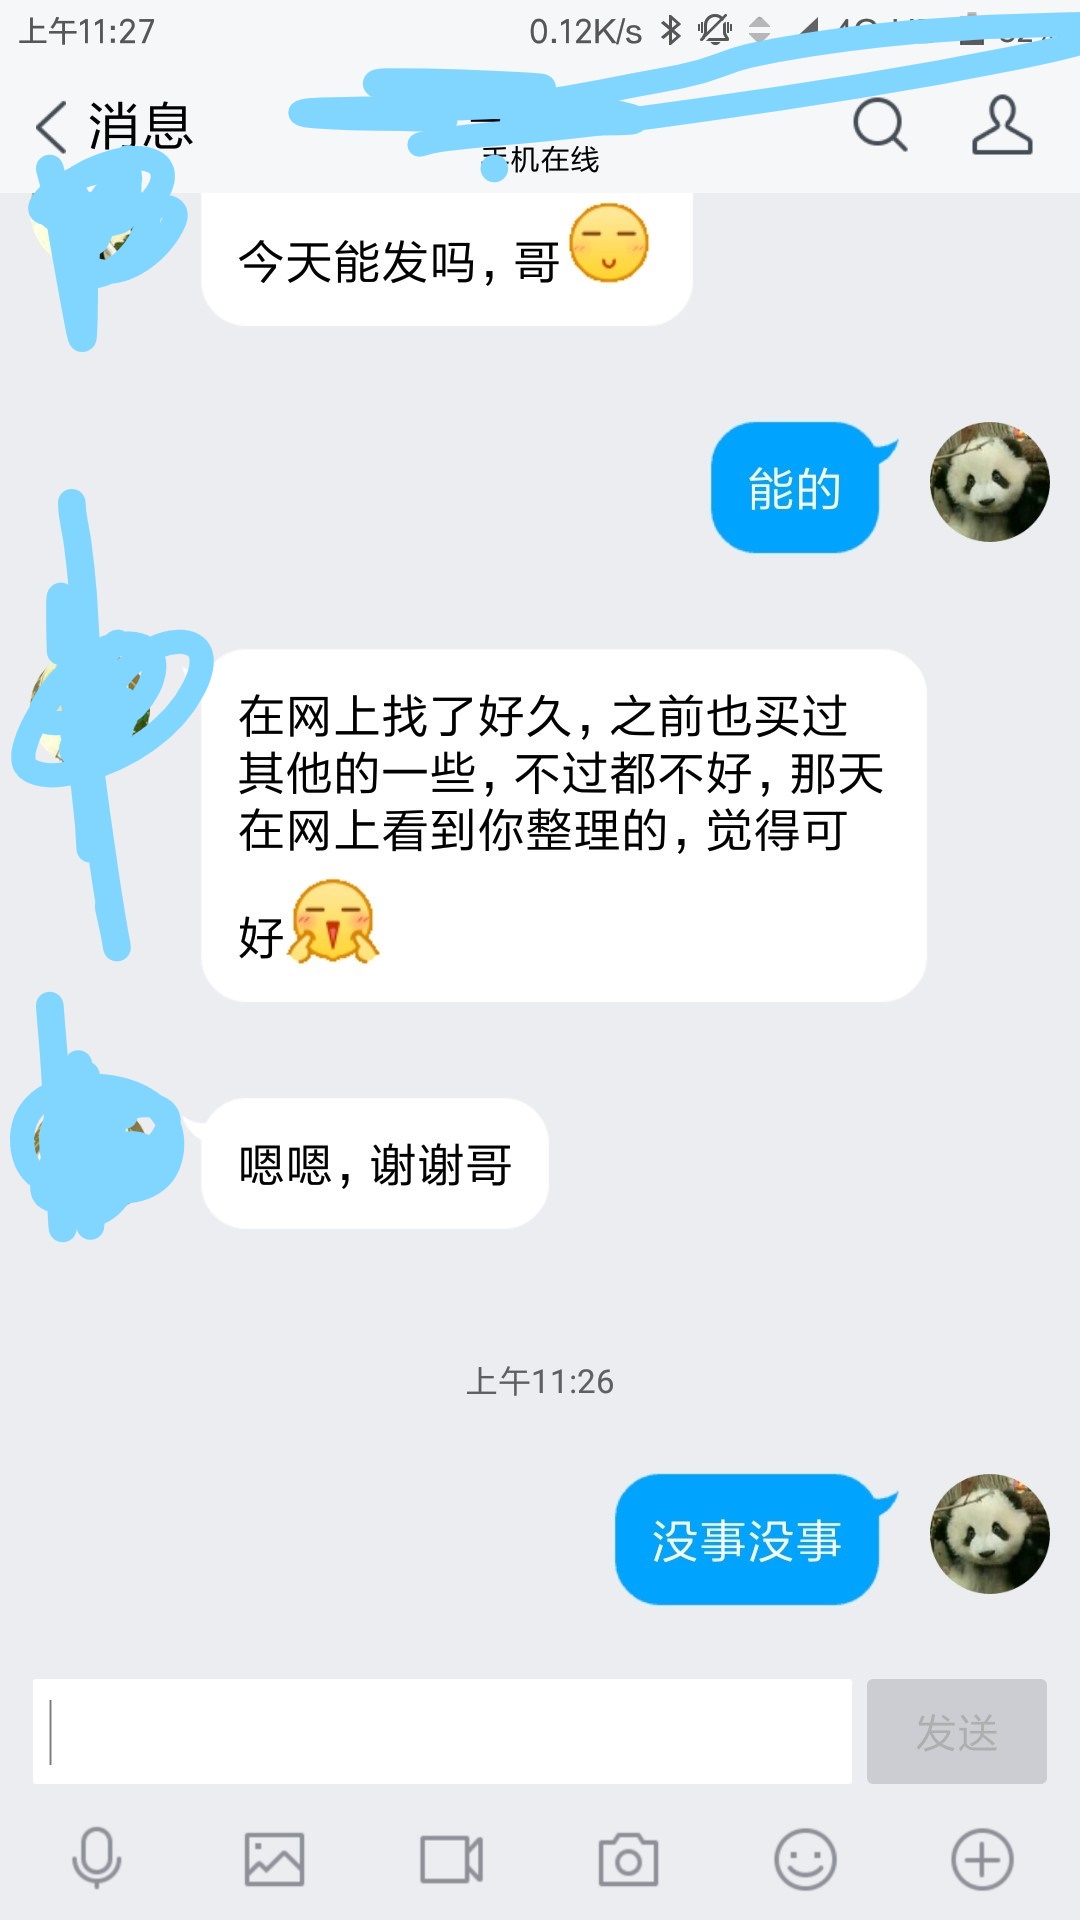 上午11:27
0.12K/s
消息
手机在线
今天能发吗,哥
能的
在网上找了好久,之前也买过
其他的一些,不过都不好,那天
在网上看到你整理的,觉得可
好
嗯嗯,谢谢哥
上午11:26
没事没事
发送